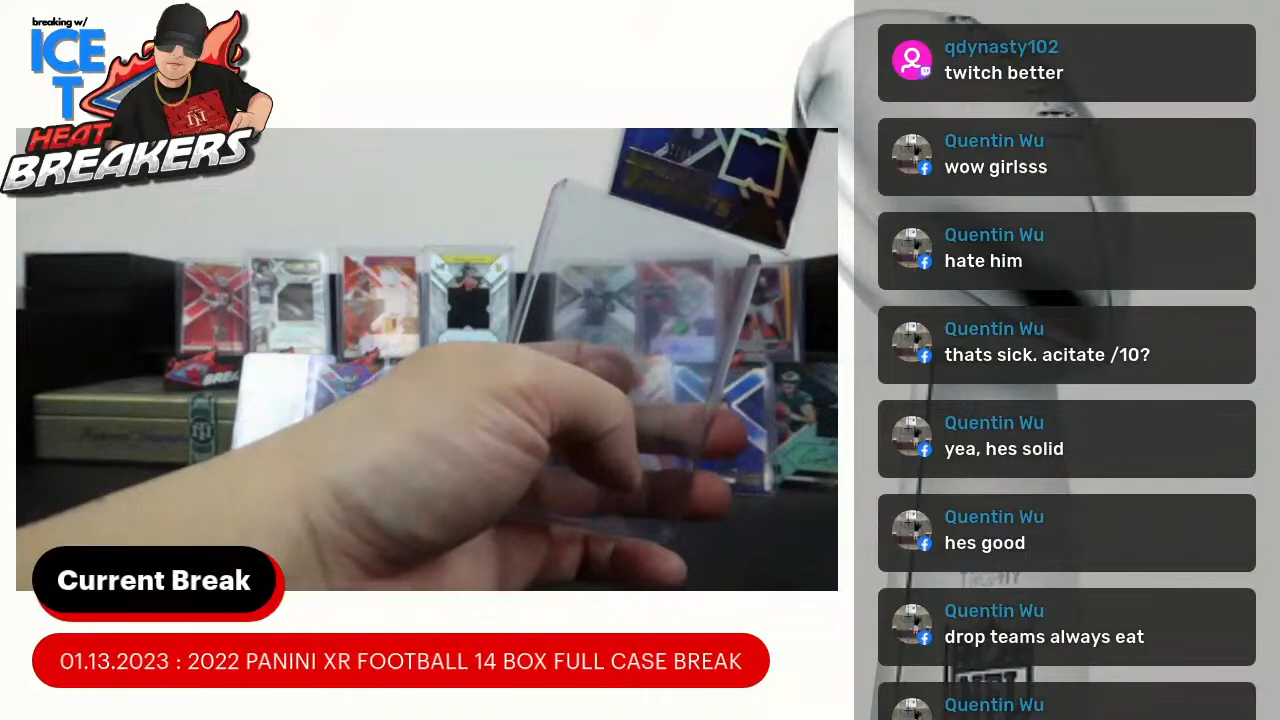 breaking w/
ICE
T
HEAT
BREAKERS
Current Break
01.13.2023 : 2022 PANINI XR FOOTBALL 14 BOX FULL CASE BREAK
qdynasty102
twitch better
Quentin Wu
wow girlsss
Quentin Wu
hate him
Quentin Wu
thats sick. acitate /10?
Quentin Wu
yea, hes solid
Quentin Wu
hes good
Quentin Wu
drop teams always eat
Quentin Wu